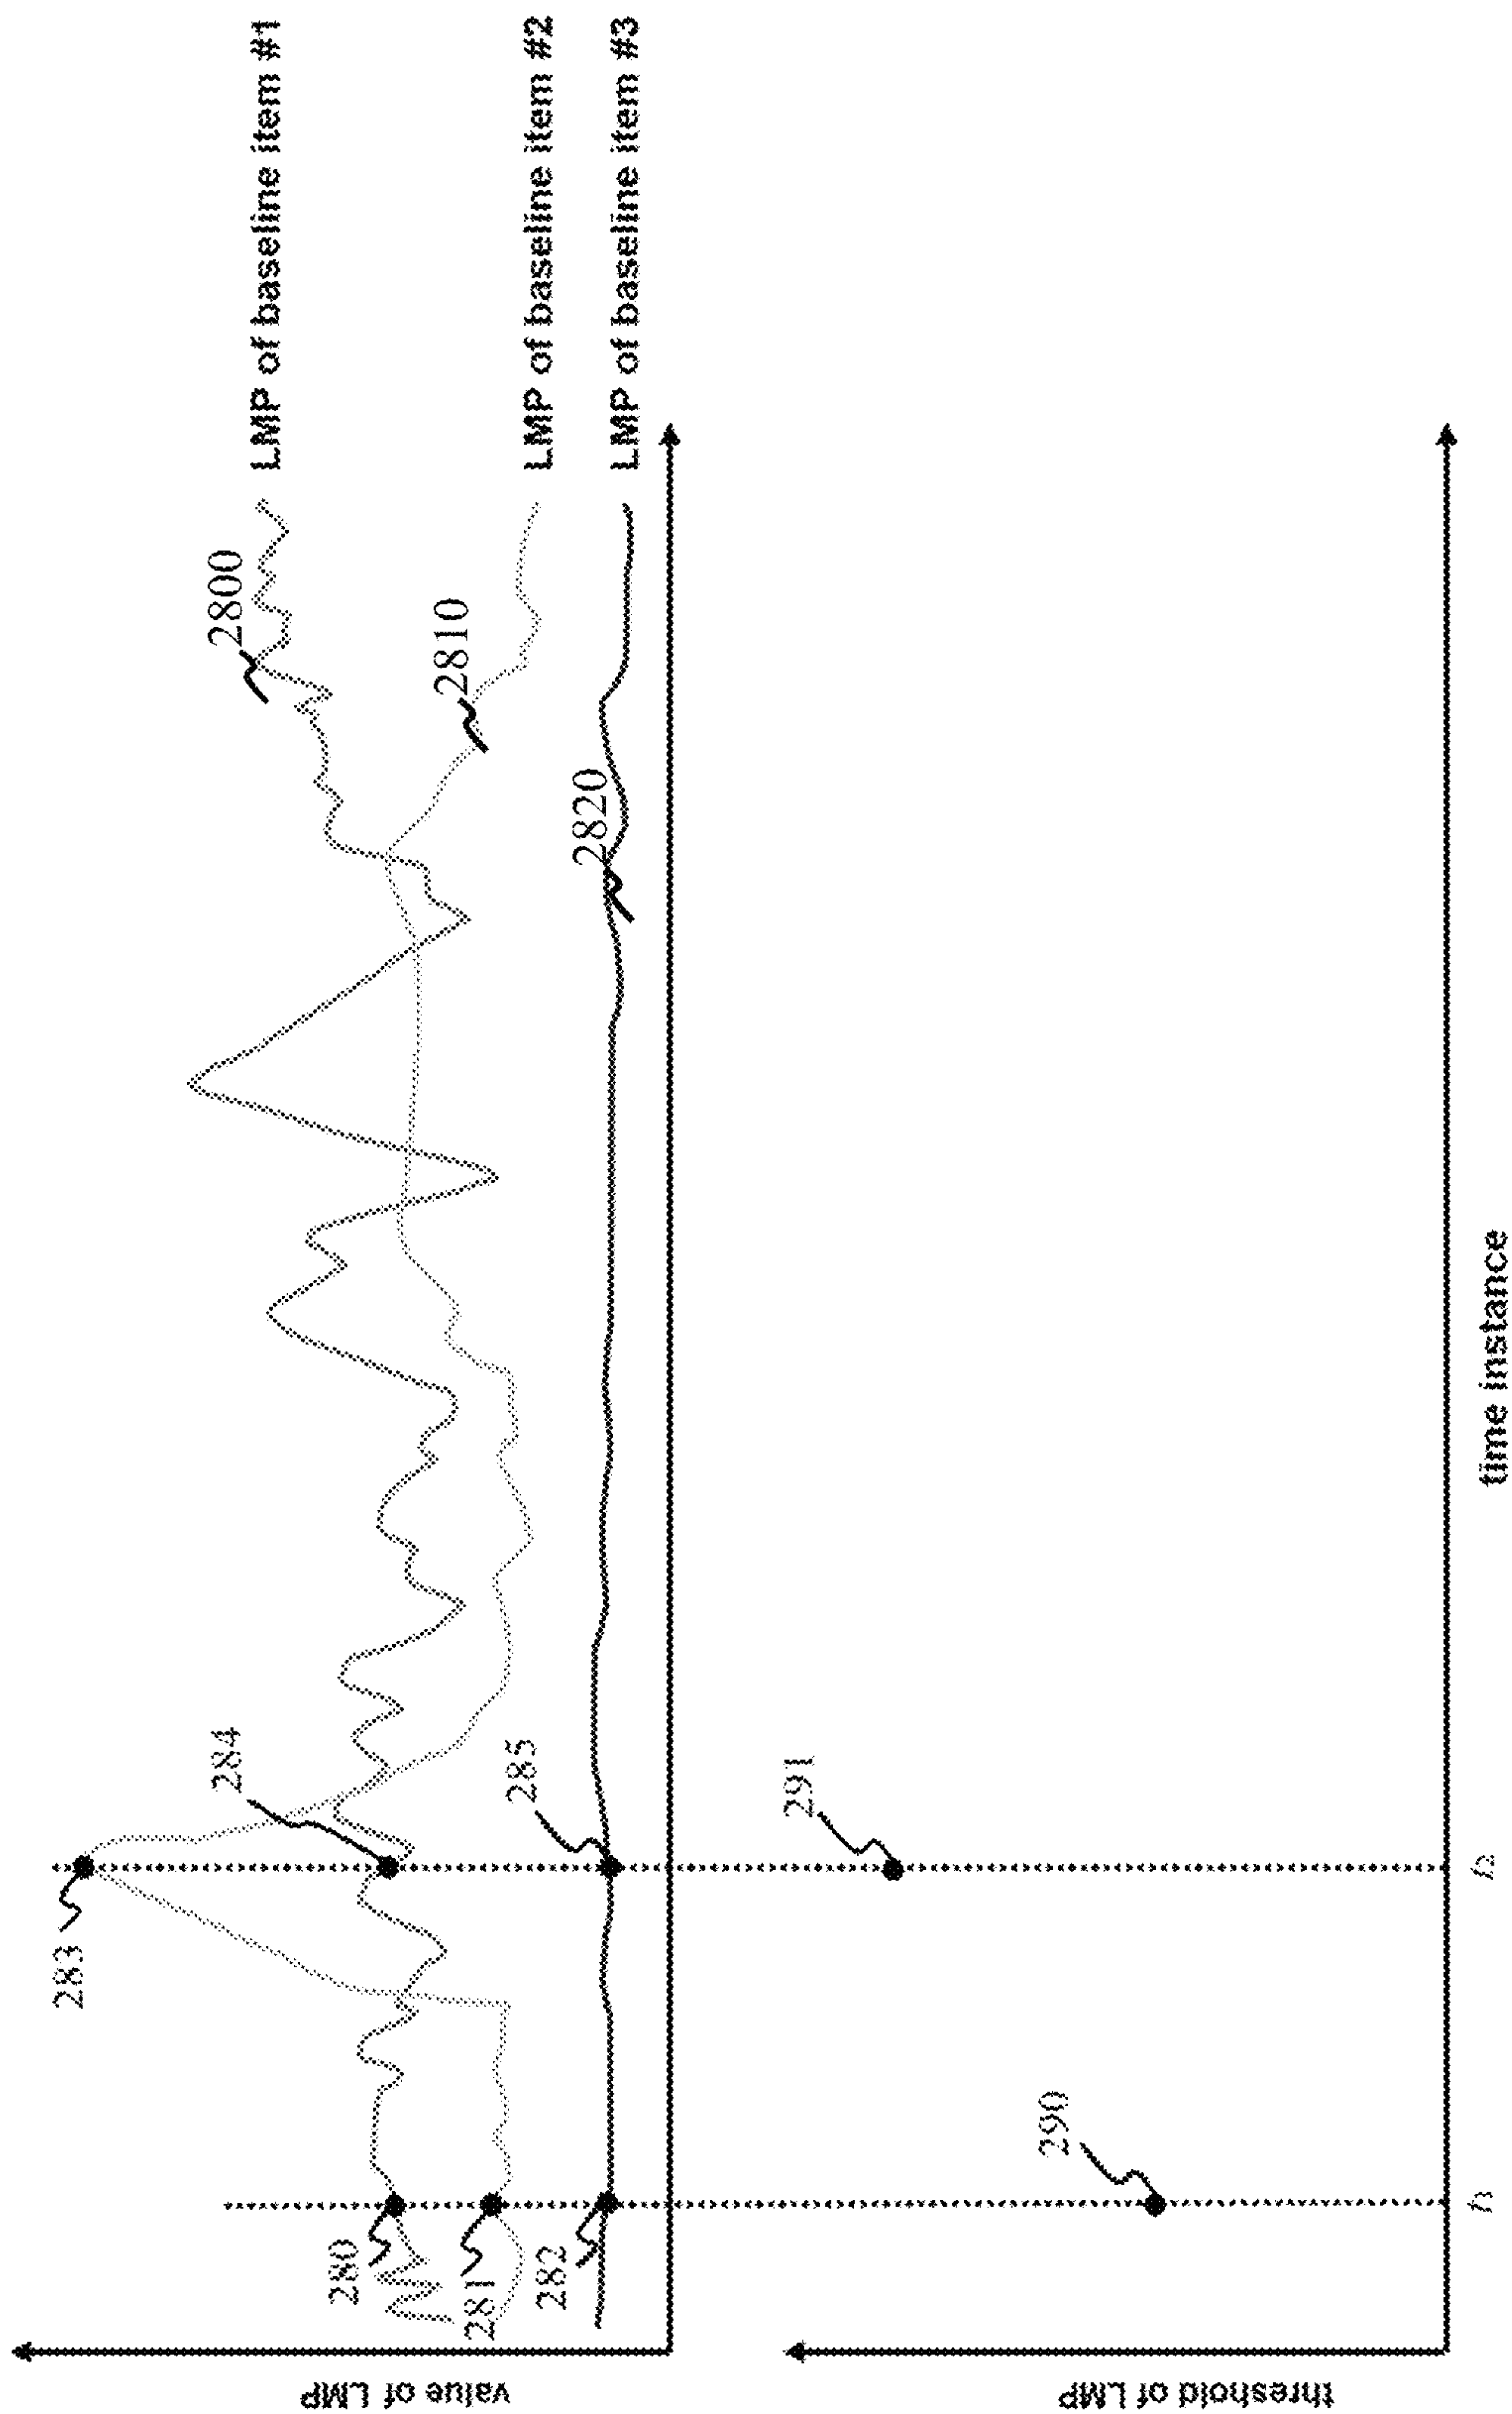 LMP of baseline item #1
LMP of baseline item #2
LMP of baseline item #3
2800
2810
2820
283
284
285
280
281
282
291
290
value of LMP
threshold of LMP
time instance
t1
t2